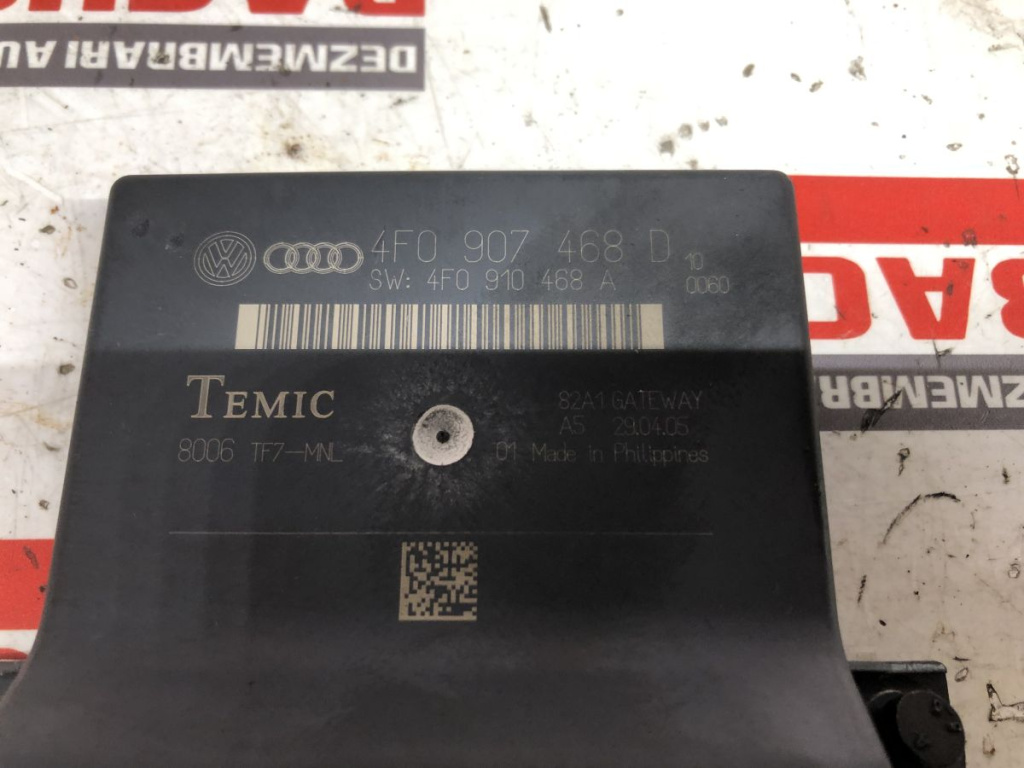 DEZMEMBRARI AU
4F0 907 468 D
10
SW: 4F0 910 468 A
0060
TEMIC
82A1 GATEWAY
A5 29.04.05
8006 TF7-MNL
01 Made in Philippines